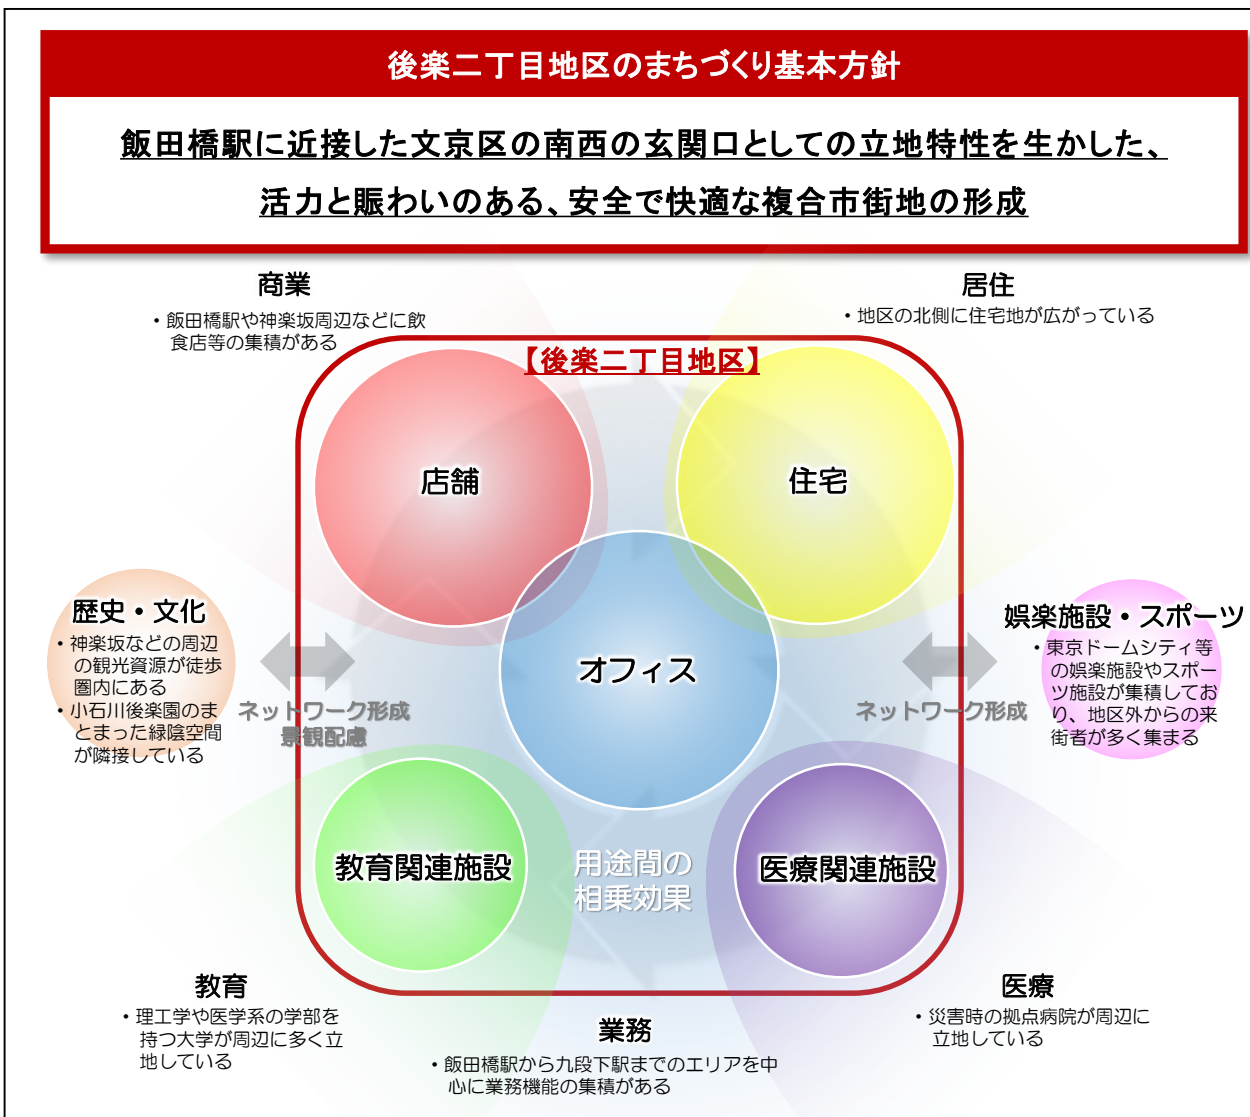 後楽二丁目地区のまちづくり基本方針
飯田橋駅に近接した文京区の南西の玄関口としての立地特性を生かした、
活力と賑わいのある、安全で快適な複合市街地の形成
商業
・飯田橋駅や神楽坂周辺などに飲
食店等の集積がある
居住
・地区の北側に住宅地が広がっている
【後楽二丁目地区】
店舗
住宅
オフィス
歴史・文化
・神楽坂などの周辺
の観光資源が徒歩
圏内にある
・小石川後楽園のま
とまった緑陰空間
が隣接している
ネットワーク形成
景観配慮
娯楽施設・スポーツ
・東京ドームシティ等
の娯楽施設やスポー
ツ施設が集積してお
り、地区外からの来
街者が多く集まる
ネットワーク形成
教育関連施設
用途間の
相乗効果
医療関連施設
教育
・理工学や医学系の学部を
持つ大学が周辺に多く立
地している
業務
・飯田橋駅から九段下駅までのエリアを中
心に業務機能の集積がある
医療
・災害時の拠点病院が周辺に
立地している